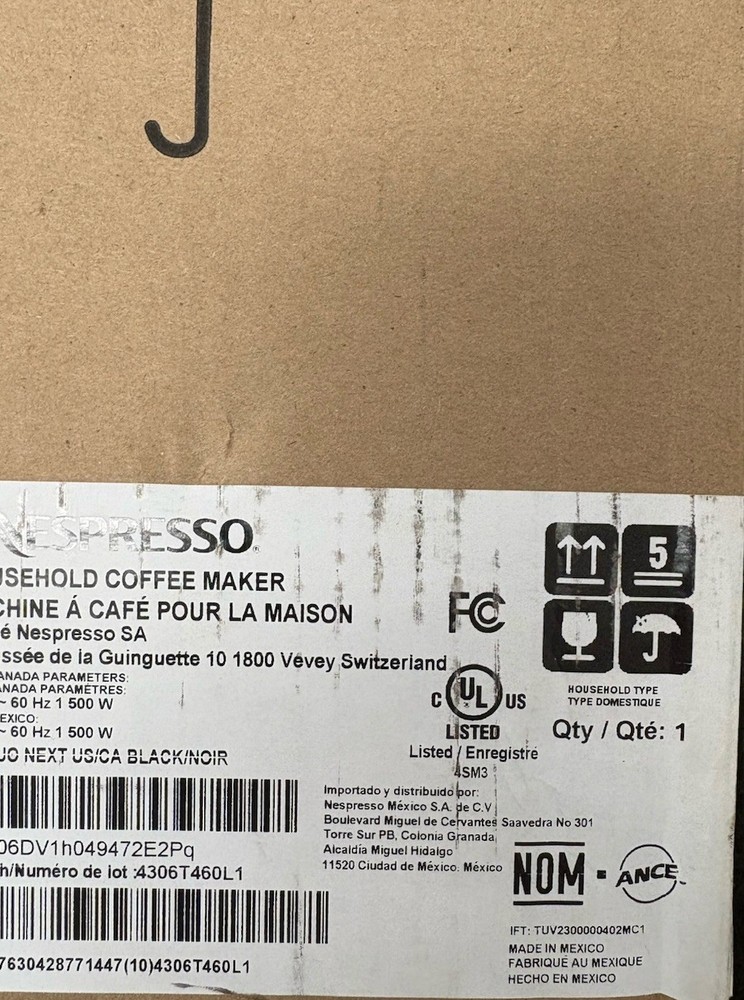 NESPRESSO
USEHOLD COFFEE MAKER
CHINE Á CAFÉ POUR LA MAISON
é Nespresso SA
ssée de la Guinguette 10 1800 Vevey Switzerland
ANADA PARAMETERS:
ANADA PARAMÈTRES:
~ 60 Hz 1 500 W
EXICO:
~ 60 Hz 1 500 W
UO NEXT US/CA BLACK/NOIR
06DV1h049472E2Pq
h/Numéro de lot :4306T460L1
7630428771447(10)4306T460L1
FC
C UL US
LISTED
Listed / Enregistré
4SM3
5
HOUSEHOLD TYPE
TYPE DOMESTIQUE
Qty / Qté: 1
Importado y distribuido por:
Nespresso México S.A. de C.V
Boulevard Miguel de Cervantes Saavedra No 301
Torre Sur PB, Colonia Granada
Alcaldía Miguel Hidalgo
11520 Ciudad de México. México
NOM - ANCE
IFT: TUV2300000402MC1
MADE IN MEXICO
FABRIQUÉ AU MEXIQUE
HECHO EN MEXICO